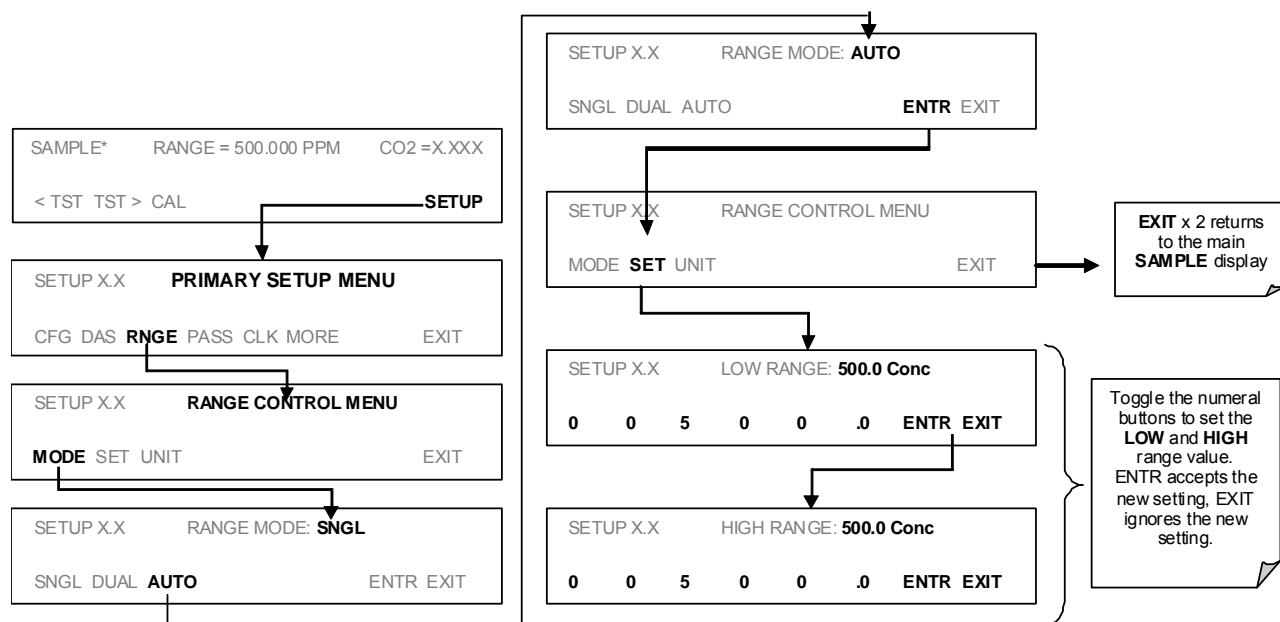 SAMPLE* RANGE = 500.000 PPM CO2 =X.XXX
< TST TST > CAL SETUP
SETUP X.X PRIMARY SETUP MENU
CFG DAS RNGE PASS CLK MORE EXIT
SETUP X.X RANGE CONTROL MENU
MODE SET UNIT EXIT
SETUP X.X RANGE MODE: SNGL
SNGL DUAL AUTO ENTR EXIT
SETUP X.X RANGE MODE: AUTO
SNGL DUAL AUTO ENTR EXIT
SETUP X.X RANGE CONTROL MENU
MODE SET UNIT EXIT
EXIT x 2 returns
to the main
SAMPLE display
SETUP X.X LOW RANGE: 500.0 Conc
0 0 5 0 0 .0 ENTR EXIT
SETUP X.X HIGH RANGE: 500.0 Conc
0 0 5 0 0 .0 ENTR EXIT
Toggle the numeral
buttons to set the
LOW and HIGH
range value.
ENTR accepts the
new setting, EXIT
ignores the new
setting.